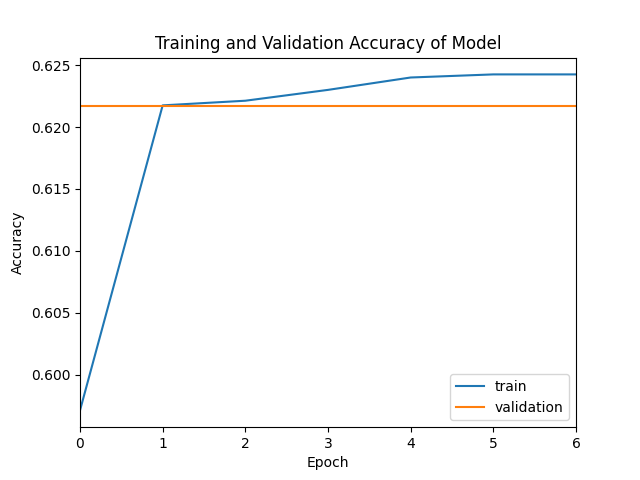 Training and Validation Accuracy of Model
0.625
0.620
0.615
0.610
0.605
0.600
Accuracy
train
validation
0 1 2 3 4 5 6
Epoch